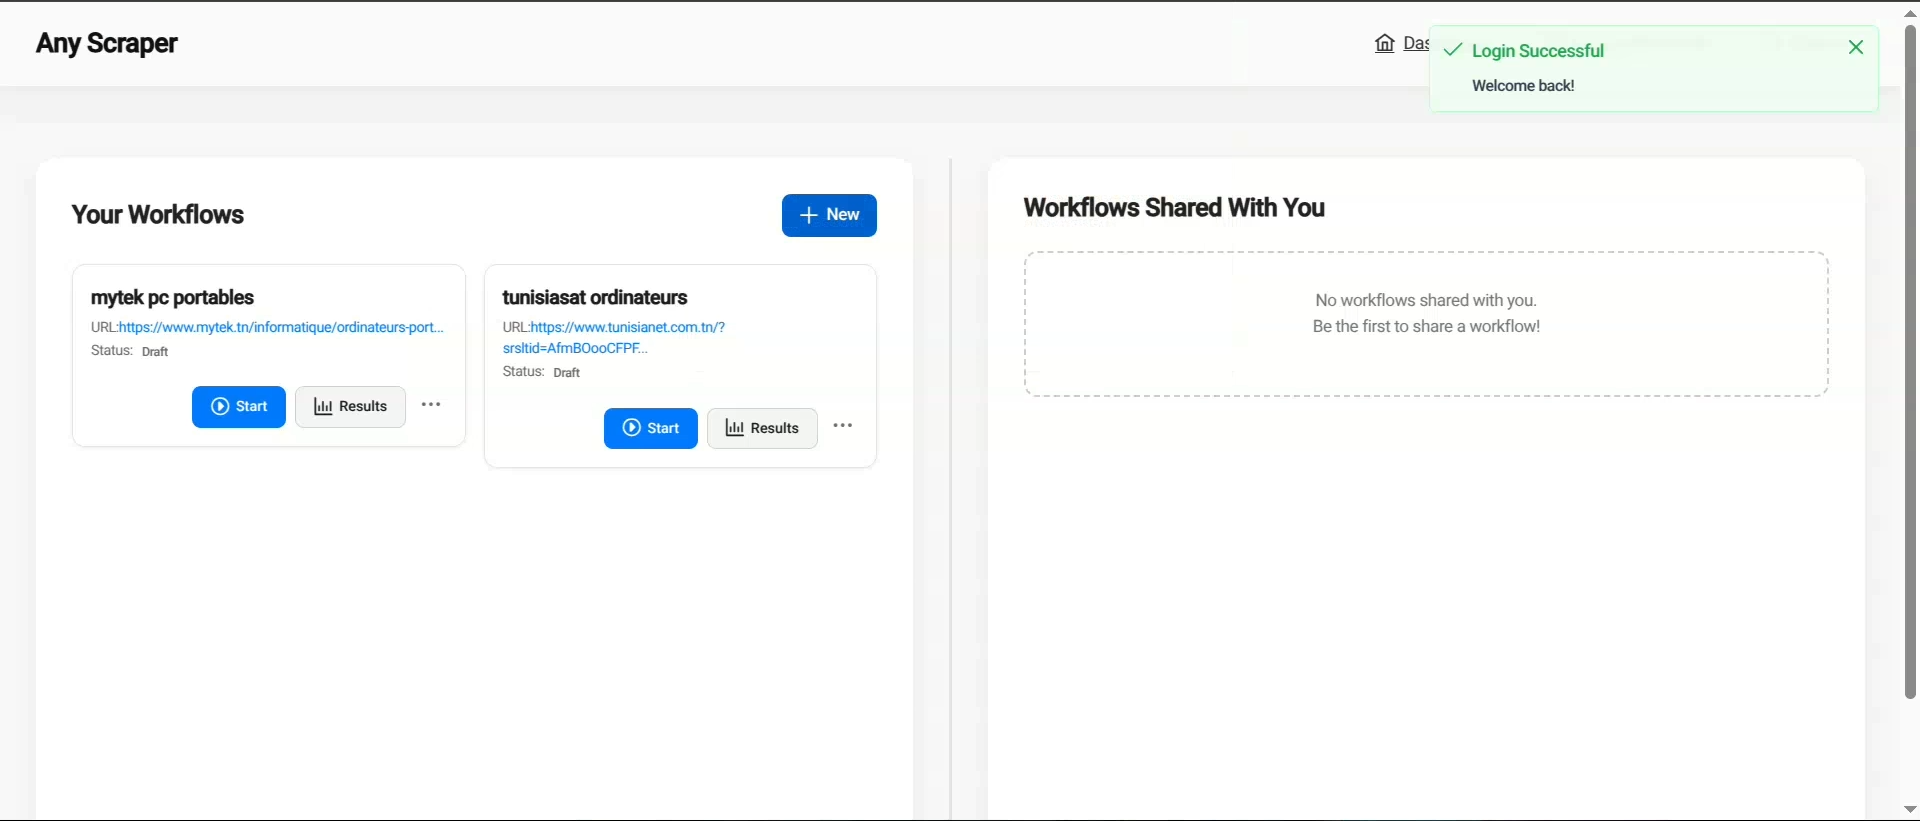 Any Scraper
Das
Login Successful
Welcome back!
Your Workflows
New
mytek pc portables
URL:https://www.mytek.tn/informatique/ordinateurs-port...
Status: Draft
Start
Results
tunisiasat ordinateurs
URL:https://www.tunisianet.com.tn/?
srsltid=AfmBOooCFPF...
Status: Draft
Start
Results
Workflows Shared With You
No workflows shared with you.
Be the first to share a workflow!